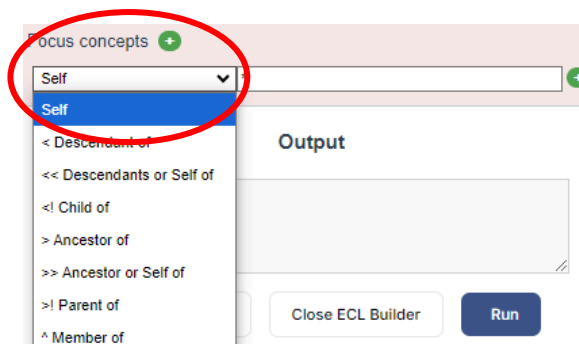 Focus concepts +
Self *
Self
< Descendant of
Output
<< Descendants or Self of
<! Child of
> Ancestor of
>> Ancestor or Self of
>! Parent of
Close ECL Builder Run
^ Member of